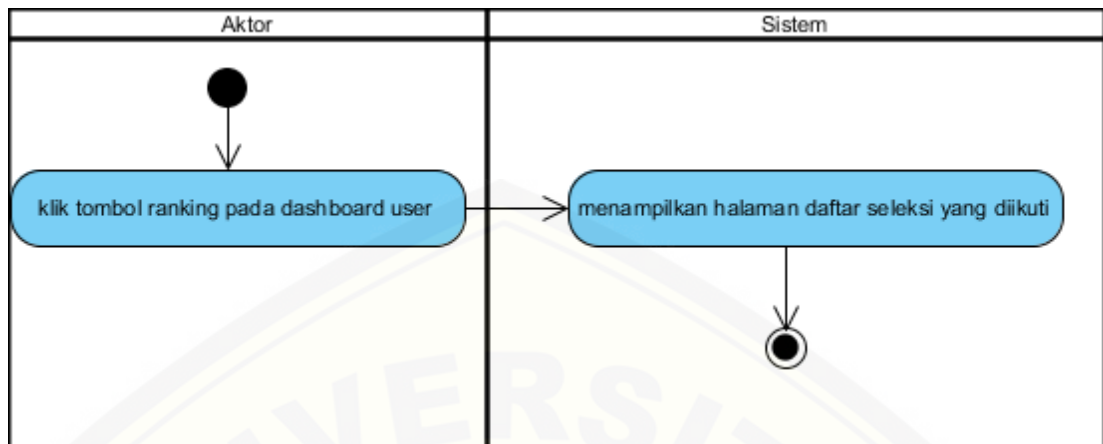 Aktor
Sistem
klik tombol ranking pada dashboard user
menampilkan halaman daftar seleksi yang diikuti